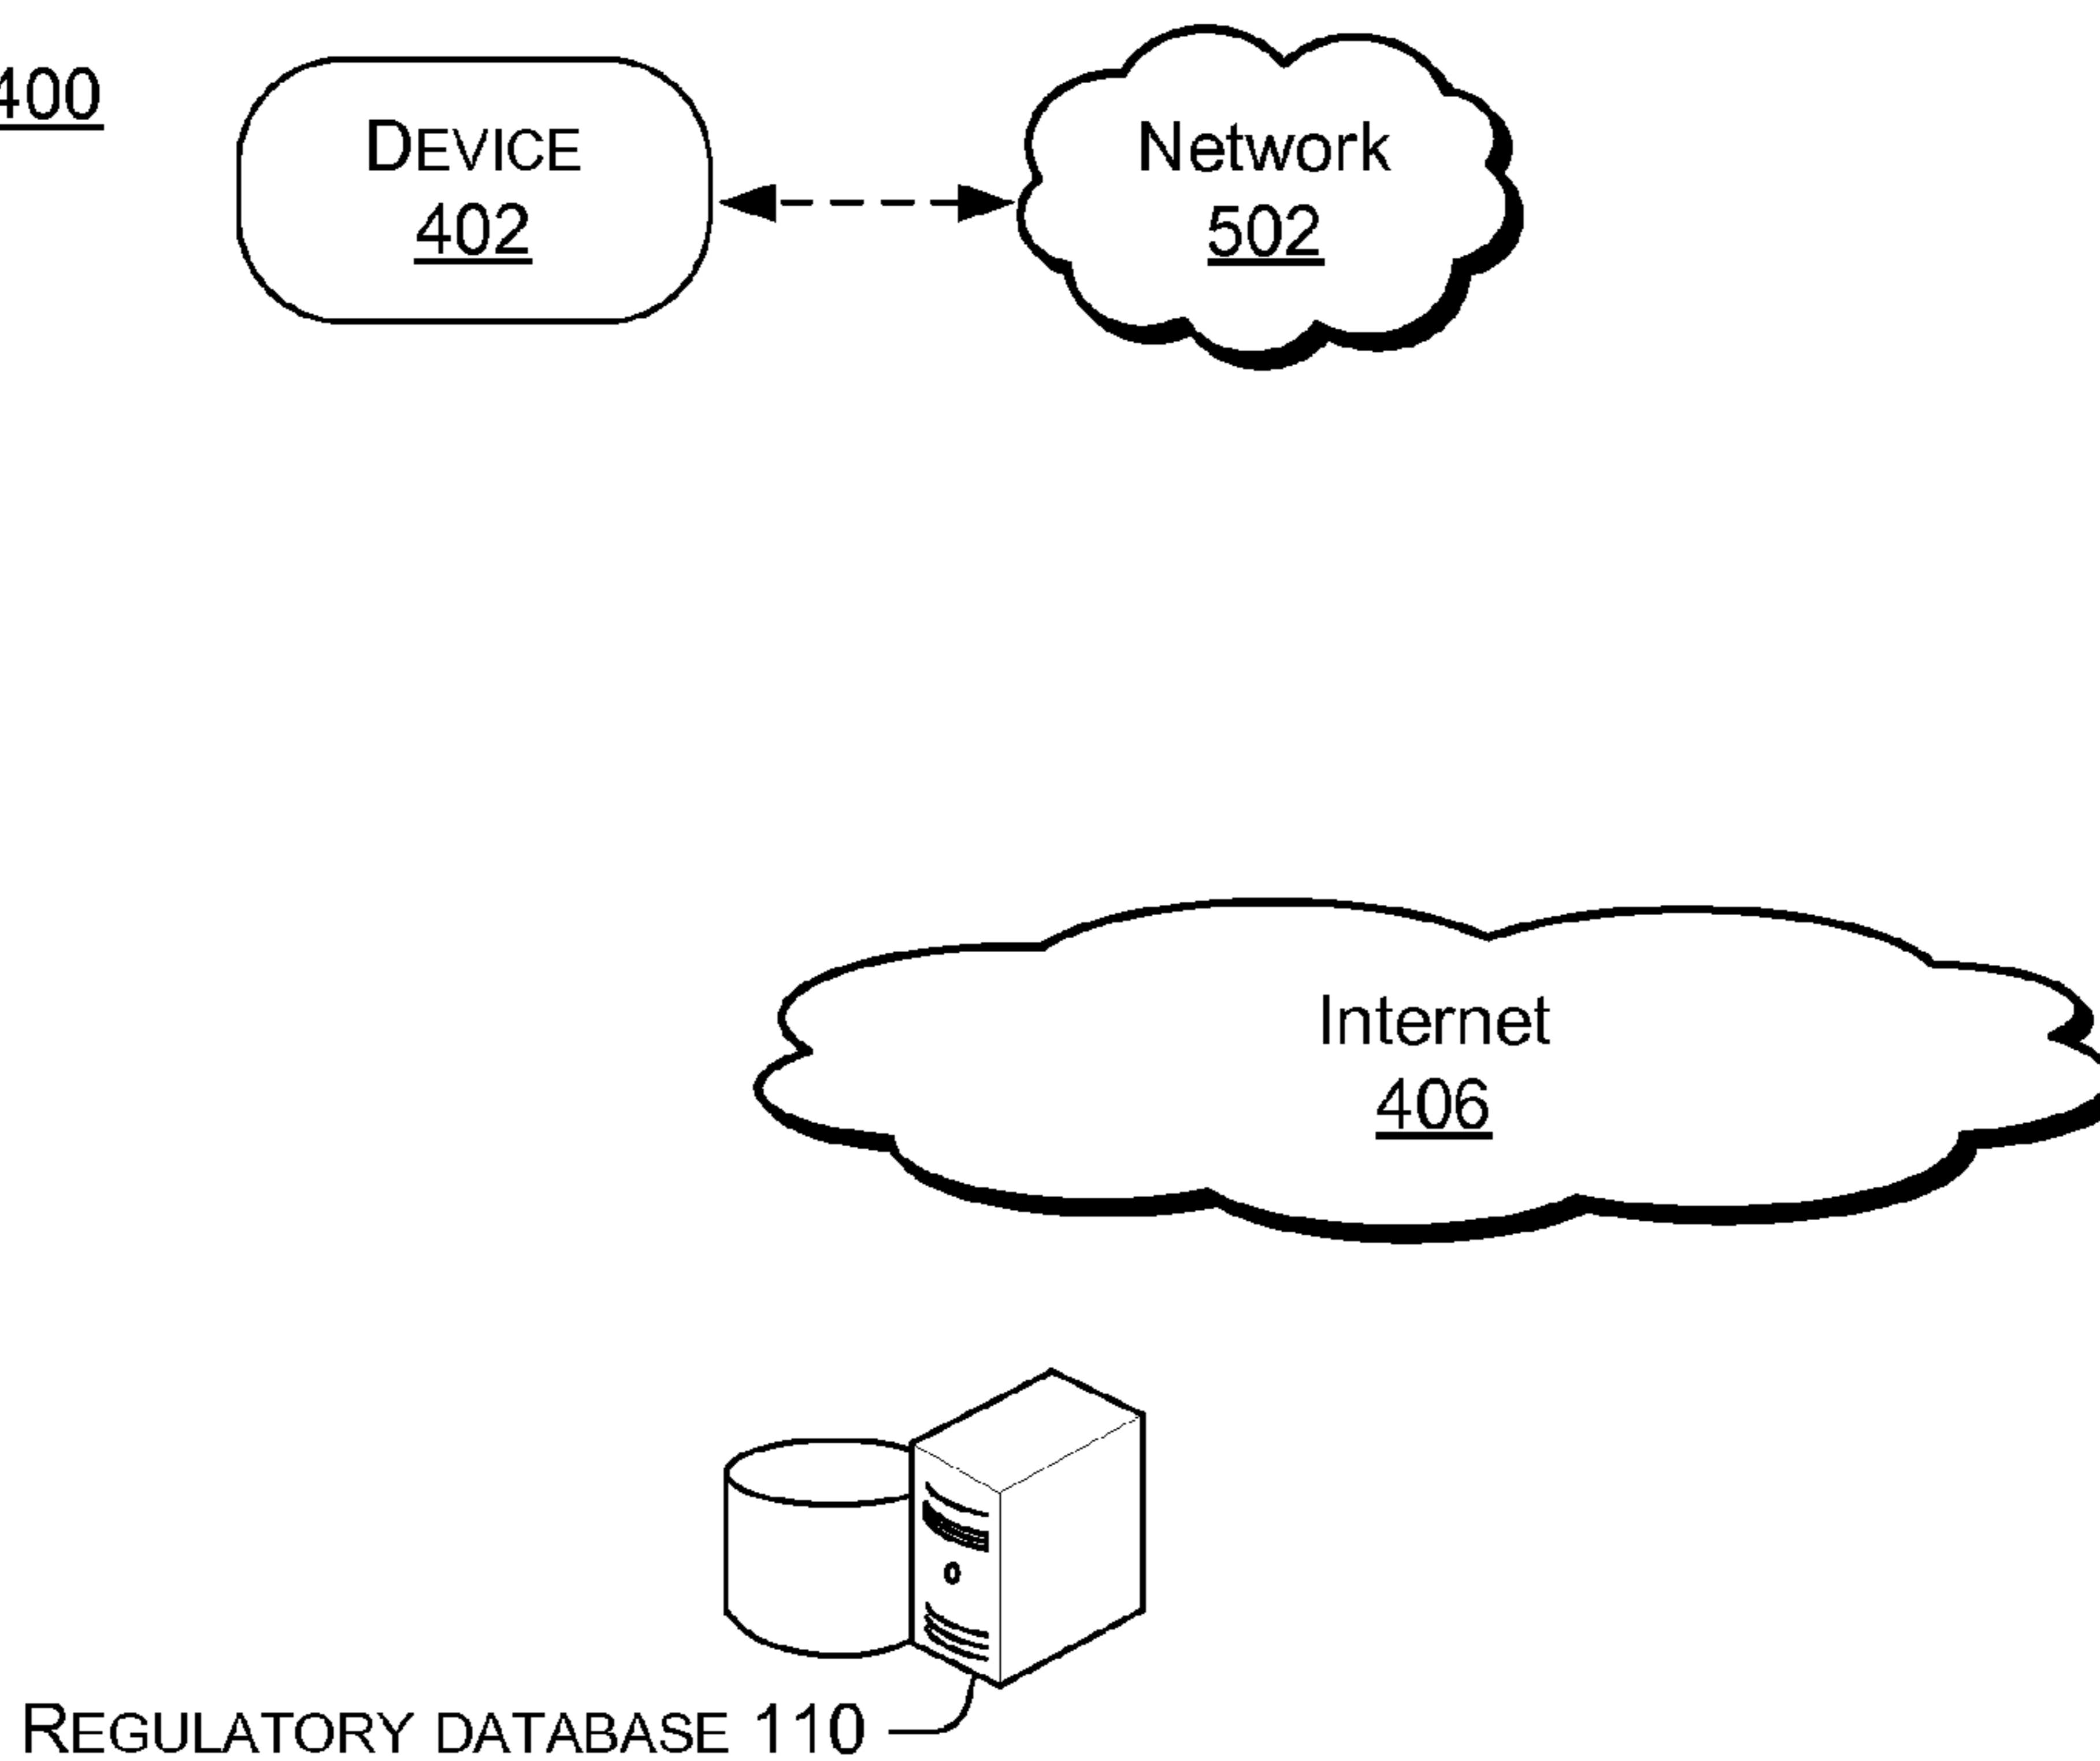 400
DEVICE
402
Network
502
Internet
406
REGULATORY DATABASE 110